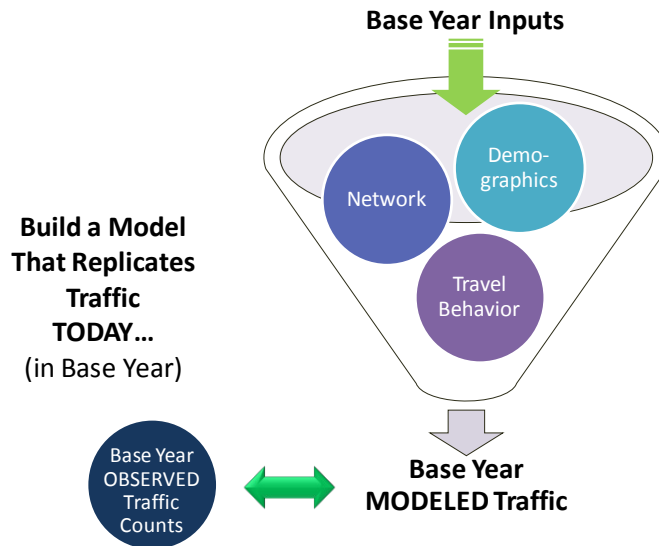 Base Year Inputs
Demo-
graphics
Network
Travel
Behavior
Build a Model
That Replicates
Traffic
TODAY...
(in Base Year)
Base Year
OBSERVED
Traffic
Counts
Base Year
MODELED Traffic